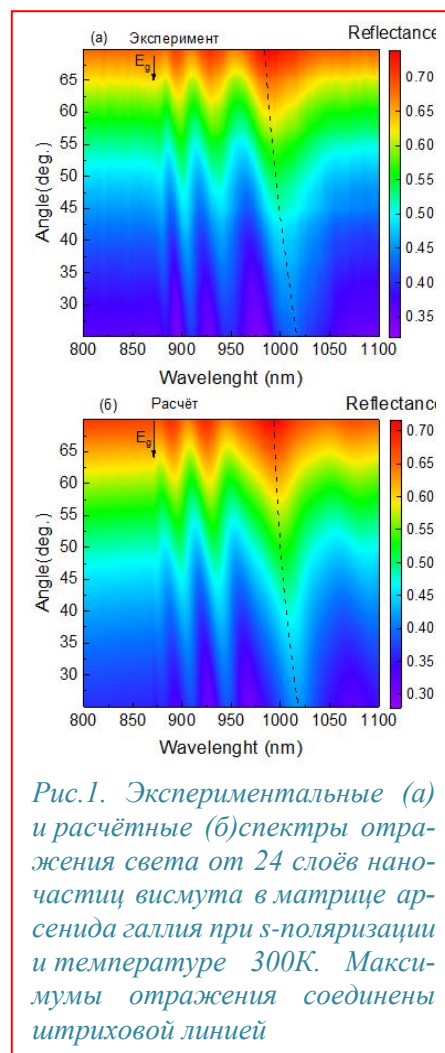 (а) Эксперимент Reflectance
E_g
0.70
65
60
0.65
55
0.60
50
0.55
45
0.50
40
0.45
35
0.40
30
0.35
Angle(deg.)
800 850 900 950 1000 1050 1100
Wavelenght (nm)
(б) Расчёт Reflectance
E_g
0.70
65
0.65
60
0.60
55
0.55
50
45
0.50
40
0.45
35
0.40
30
0.35
0.30
Angle(deg.)
800 850 900 950 1000 1050 1100
Wavelenght (nm)
Рис.1. Экспериментальные (а)
и расчётные (б)спектры отра-
жения света от 24 слоёв нано-
частиц висмута в матрице ар-
сенида галлия при s-поляризации
и температуре 300К. Макси-
мумы отражения соединены
штриховой линией